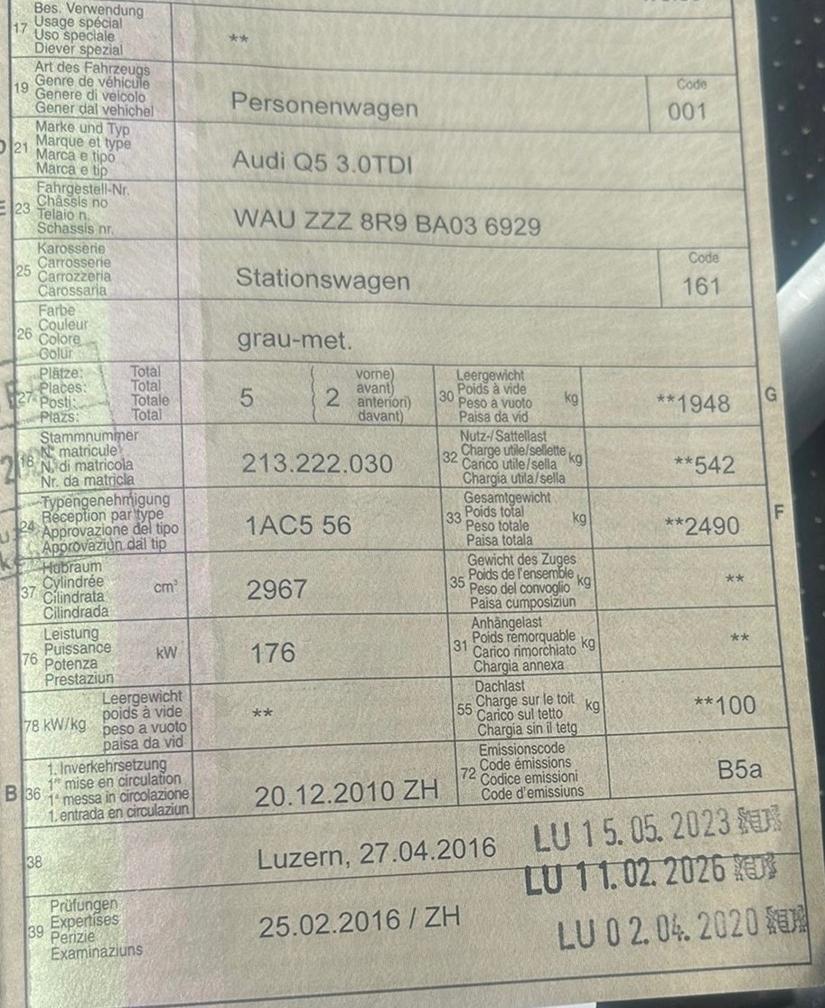 17 Bes. Verwendung
Usage spécial
Uso speciale
Diever spezial
**
19 Art des Fahrzeugs
Genre de véhicule
Genere di veicolo
Gener dal vehichel
Personenwagen
Code
001
21 Marke und Typ
Marque et type
Marca e tipo
Marca e tip
Audi Q5 3.0TDI
23 Fahrgestell-Nr.
Châssis no
Telaio n.
Schassis nr.
WAU ZZZ 8R9 BA03 6929
25 Karosserie
Carrosserie
Carrozzeria
Carossaria
Stationswagen
Code
161
26 Farbe
Couleur
Colore
Colur
grau-met.
27 Plätze: Total
Places: Total
Posti: Totale
Plazs: Total
5
2
vorne)
avant)
anteriori)
davant)
30 Leergewicht
Poids à vide
Peso a vuoto
Paisa da vid
kg
**1948
G
18 Stammnummer
N° matricule
N. di matricola
Nr. da matricla
213.222.030
32 Nutz-/Sattellast
Charge utile/sellette
Carico utile/sella
Chargia utila/sella
kg
**542
24 Typengenehmigung
Réception par type
Approvazione del tipo
Approvaziun dal tip
1AC5 56
33 Gesamtgewicht
Poids total
Peso totale
Paisa totala
kg
**2490
F
37 Hubraum
Cylindrée
Cilindrata
Cilindrada
cm³
2967
35 Gewicht des Zuges
Poids de l'ensemble
Peso del convoglio
Paisa cumposiziun
kg
**
76 Leistung
Puissance
Potenza
Prestaziun
kW
176
31 Anhängelast
Poids remorquable
Carico rimorchiato
Chargia annexa
kg
**
78 kW/kg
Leergewicht
poids à vide
peso a vuoto
paisa da vid
**
55 Dachlast
Charge sur le toit
Carico sul tetto
Chargia sin il tetg
kg
**100
B 36 1. Inverkehrsetzung
1re mise en circulation
1a messa in circolazione
1. entrada en circulaziun
20.12.2010 ZH
72 Emissionscode
Code émissions
Codice emissioni
Code d'emissiuns
B5a
38
Luzern, 27.04.2016
LU 15.05.2023
LU 11.02.2026
39 Prüfungen
Expertises
Perizie
Examinaziuns
25.02.2016 / ZH
LU 02.04.2020